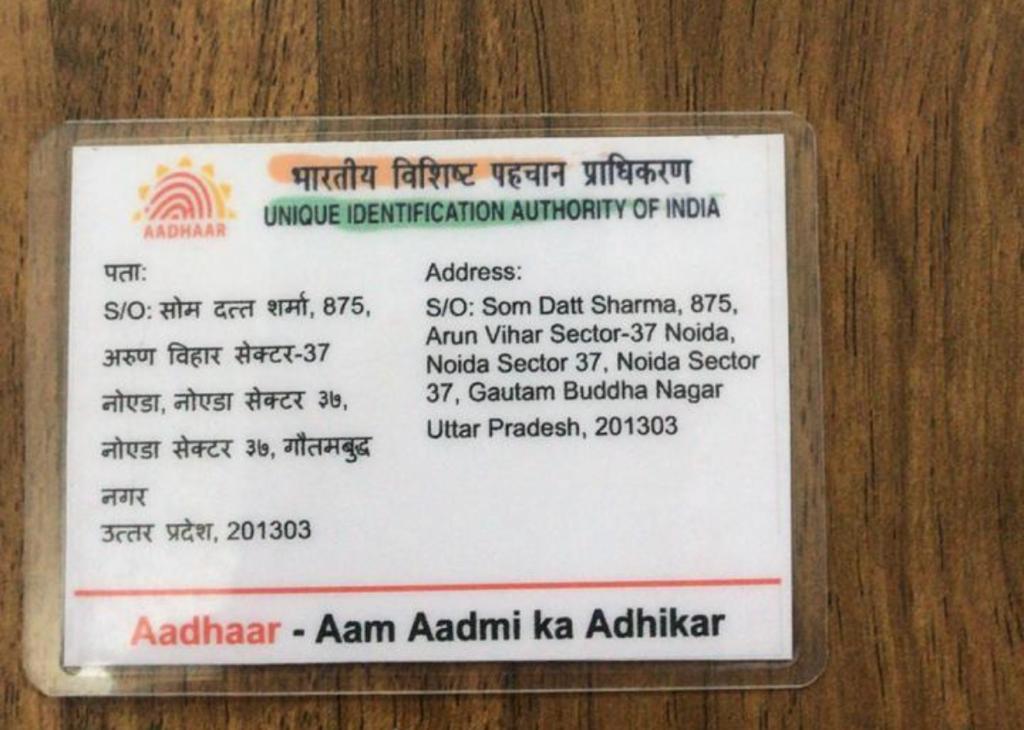 भारतीय विशिष्ट पहचान प्राधिकरण
UNIQUE IDENTIFICATION AUTHORITY OF INDIA
AADHAAR
पता:
S/O: सोम दत्त शर्मा, 875,
अरुण विहार सेक्टर-37
नोएडा, नोएडा सेक्टर ३७,
नोएडा सेक्टर ३७, गौतमबुद्ध
नगर
उत्तर प्रदेश, 201303
Address:
S/O: Som Datt Sharma, 875,
Arun Vihar Sector-37 Noida,
Noida Sector 37, Noida Sector
37, Gautam Buddha Nagar
Uttar Pradesh, 201303
Aadhaar - Aam Aadmi ka Adhikar